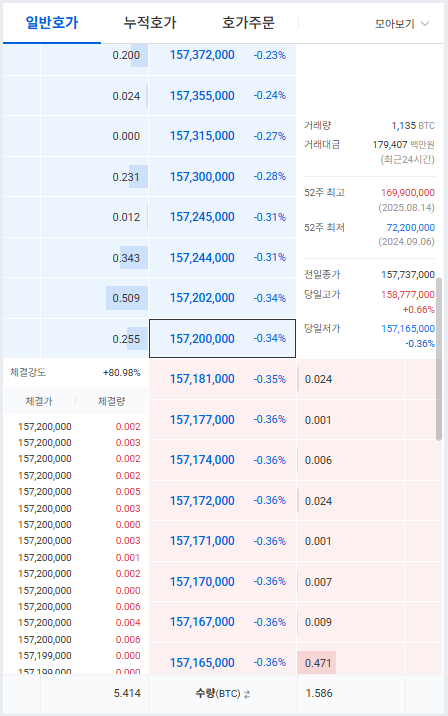 일반호가 누적호가 호가주문 모아보기
0.200 157,372,000 -0.23%
0.024 157,355,000 -0.24%
0.000 157,315,000 -0.27%
0.231 157,300,000 -0.28%
0.012 157,245,000 -0.31%
0.343 157,244,000 -0.31%
0.509 157,202,000 -0.34%
0.255 157,200,000 -0.34%
거래량 1,135 BTC
거래대금 179,407 백만원
(최근24시간)
52주 최고 169,900,000
(2025.08.14)
52주 최저 72,200,000
(2024.09.06)
전일종가 157,737,000
당일고가 158,777,000
+0.66%
당일저가 157,165,000
-0.36%
체결강도 +80.98%
체결가 체결량
157,200,000 0.002
157,200,000 0.003
157,200,000 0.002
157,200,000 0.002
157,200,000 0.005
157,200,000 0.003
157,200,000 0.000
157,200,000 0.003
157,200,000 0.001
157,200,000 0.002
157,200,000 0.000
157,200,000 0.006
157,200,000 0.004
157,200,000 0.006
157,199,000 0.000
157,199,000 0.000
157,181,000 -0.35% 0.024
157,177,000 -0.36% 0.001
157,174,000 -0.36% 0.006
157,172,000 -0.36% 0.024
157,171,000 -0.36% 0.001
157,170,000 -0.36% 0.007
157,167,000 -0.36% 0.009
157,165,000 -0.36% 0.471
5.414 수량(BTC) 1.586